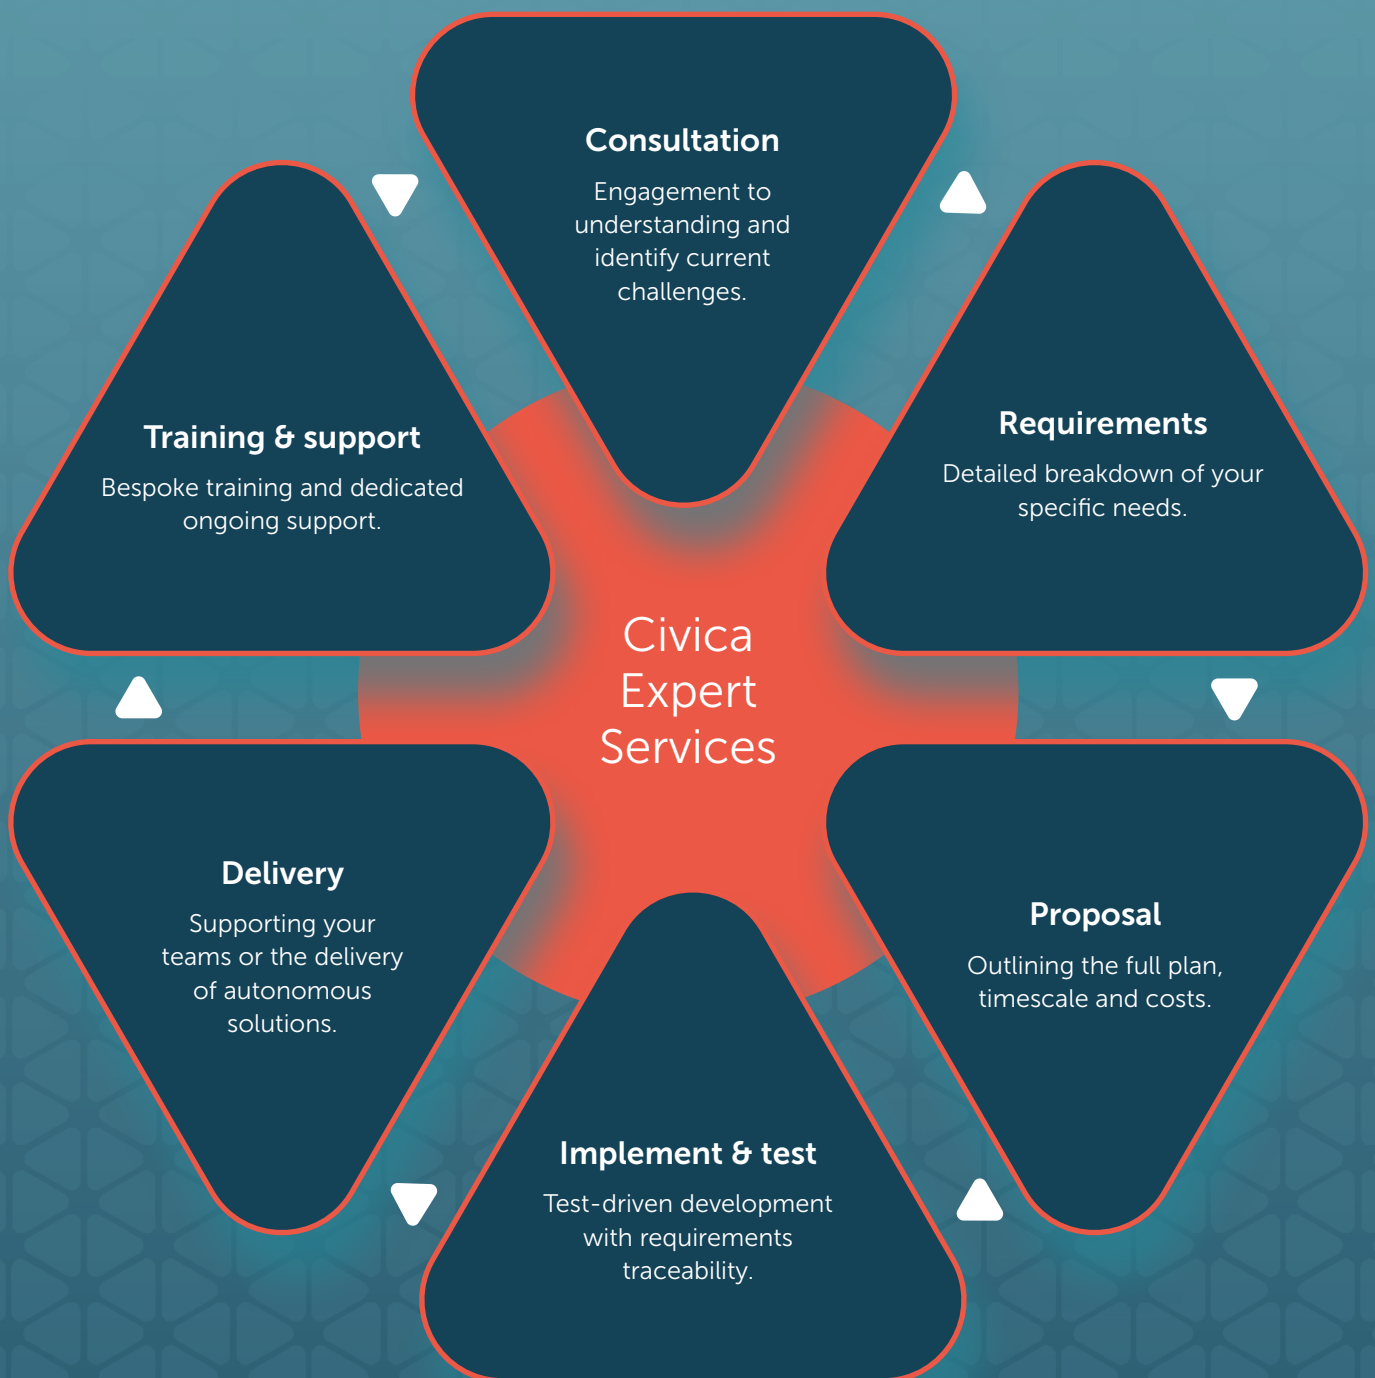 Consultation
Engagement to
understanding and
identify current
challenges.
Requirements
Detailed breakdown of your
specific needs.
Proposal
Outlining the full plan,
timescale and costs.
Implement & test
Test-driven development
with requirements
traceability.
Delivery
Supporting your
teams or the delivery
of autonomous
solutions.
Training & support
Bespoke training and dedicated
ongoing support.
Civica
Expert
Services